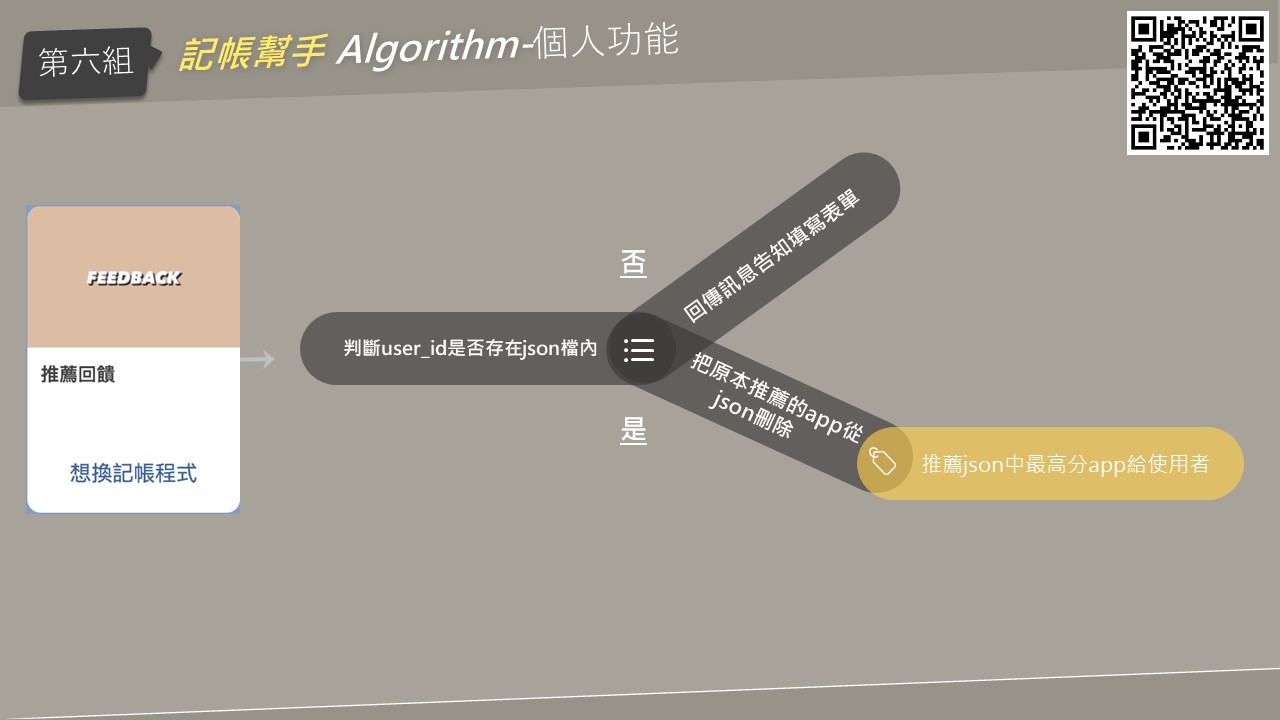 第六組
記帳幫手 Algorithm-個人功能
FEEDBACK
推薦回饋
想換記帳程式
判斷user_id是否存在json檔內
否
回傳訊息告知填寫表單
是
把原本推薦的app從
json刪除
推薦json中最高分app給使用者